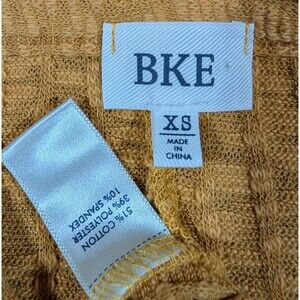 BKE
XS
MADE
IN
CHINA
51% COTTON
39% POLYESTER
10% SPANDEX